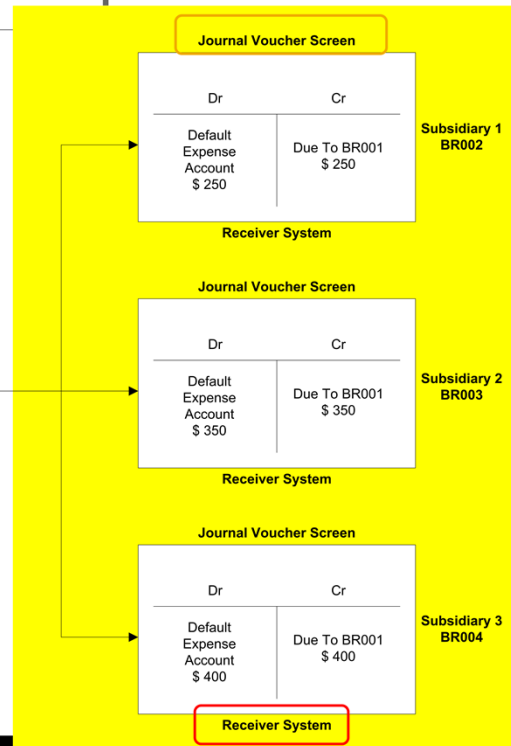 Journal Voucher Screen
Dr Cr
Default
Expense
Account
$ 250
Due To BR001
$ 250
Subsidiary 1
BR002
Receiver System
Journal Voucher Screen
Dr Cr
Default
Expense
Account
$ 350
Due To BR001
$ 350
Subsidiary 2
BR003
Receiver System
Journal Voucher Screen
Dr Cr
Default
Expense
Account
$ 400
Due To BR001
$ 400
Subsidiary 3
BR004
Receiver System